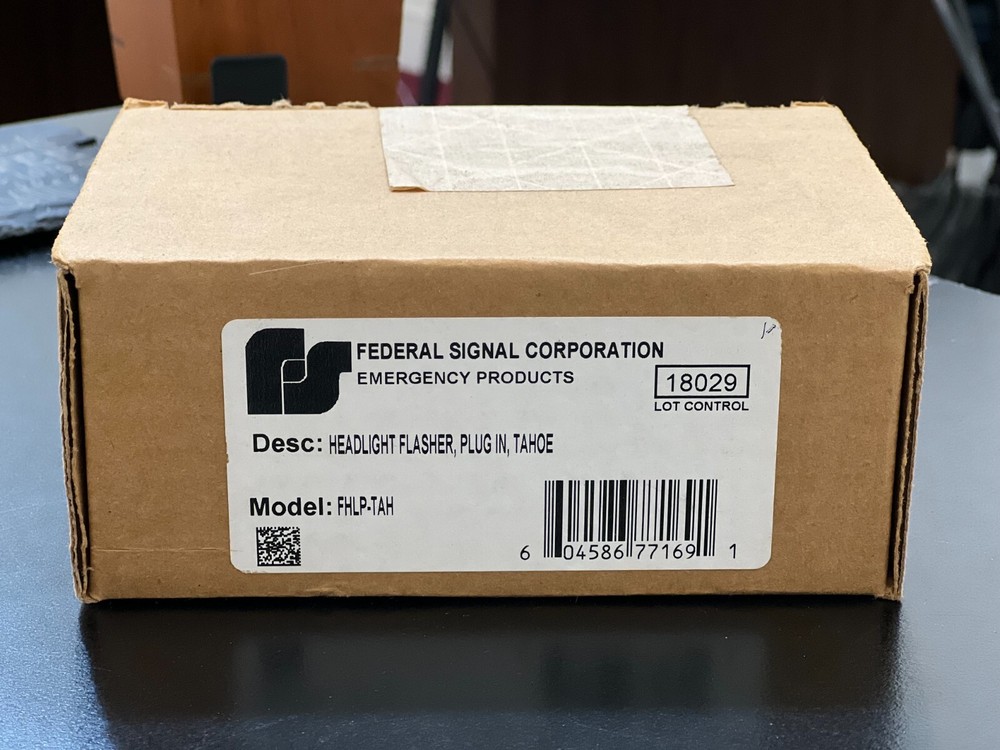 FEDERAL SIGNAL CORPORATION
EMERGENCY PRODUCTS
18029
LOT CONTROL
Desc: HEADLIGHT FLASHER, PLUG IN, TAHOE
Model: FHLP-TAH
6 04586 77169 1